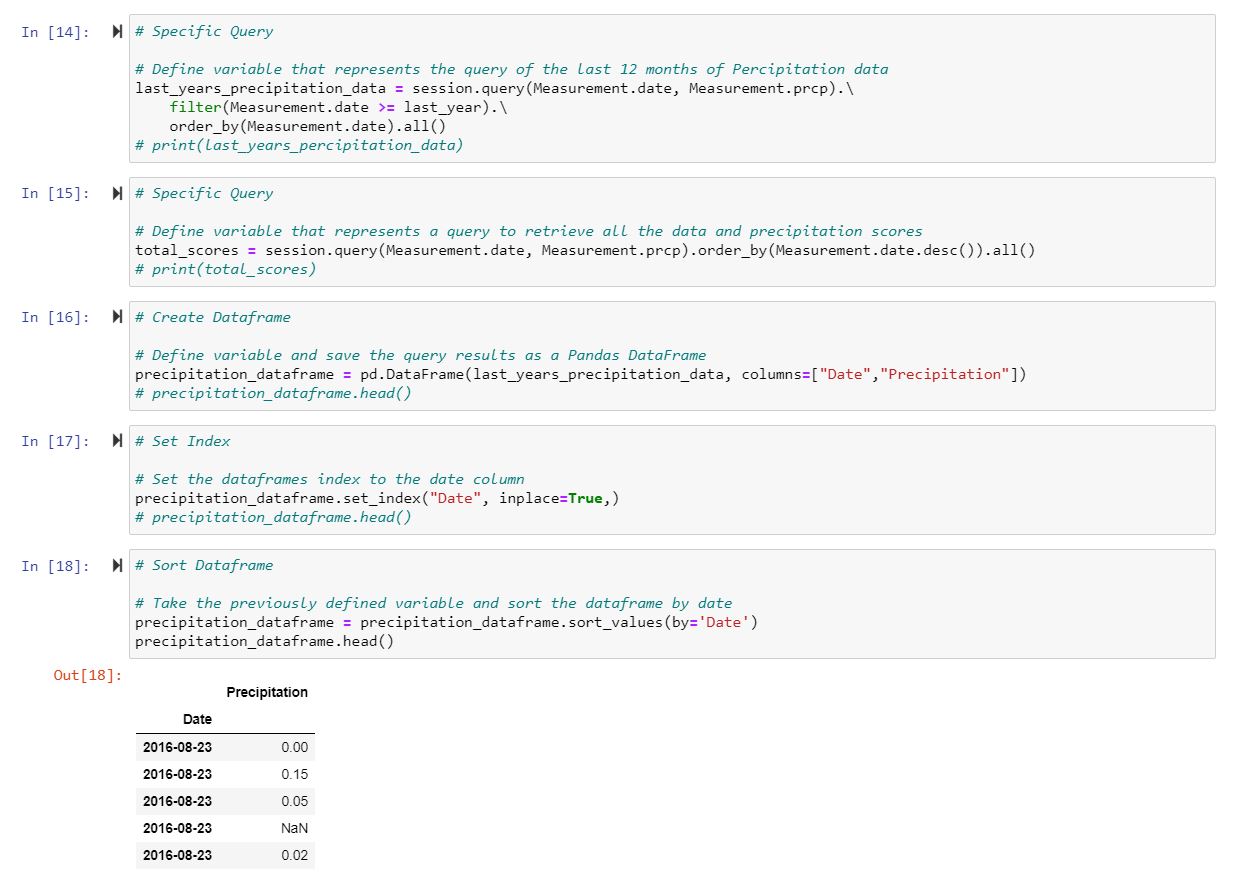 In [14]:
# Specific Query
# Define variable that represents the query of the last 12 months of Percipitation data
last_years_precipitation_data = session.query(Measurement.date, Measurement.prcp).\
    filter(Measurement.date >= last_year).\
    order_by(Measurement.date).all()
# print(last_years_percipitation_data)
In [15]:
# Specific Query
# Define variable that represents a query to retrieve all the data and precipitation scores
total_scores = session.query(Measurement.date, Measurement.prcp).order_by(Measurement.date.desc()).all()
# print(total_scores)
In [16]:
# Create Dataframe
# Define variable and save the query results as a Pandas DataFrame
precipitation_dataframe = pd.DataFrame(last_years_precipitation_data, columns=["Date","Precipitation"])
# precipitation_dataframe.head()
In [17]:
# Set Index
# Set the dataframes index to the date column
precipitation_dataframe.set_index("Date", inplace=True,)
# precipitation_dataframe.head()
In [18]:
# Sort Dataframe
# Take the previously defined variable and sort the dataframe by date
precipitation_dataframe = precipitation_dataframe.sort_values(by='Date')
precipitation_dataframe.head()
Out[18]:
Precipitation
Date
2016-08-23 0.00
2016-08-23 0.15
2016-08-23 0.05
2016-08-23 NaN
2016-08-23 0.02